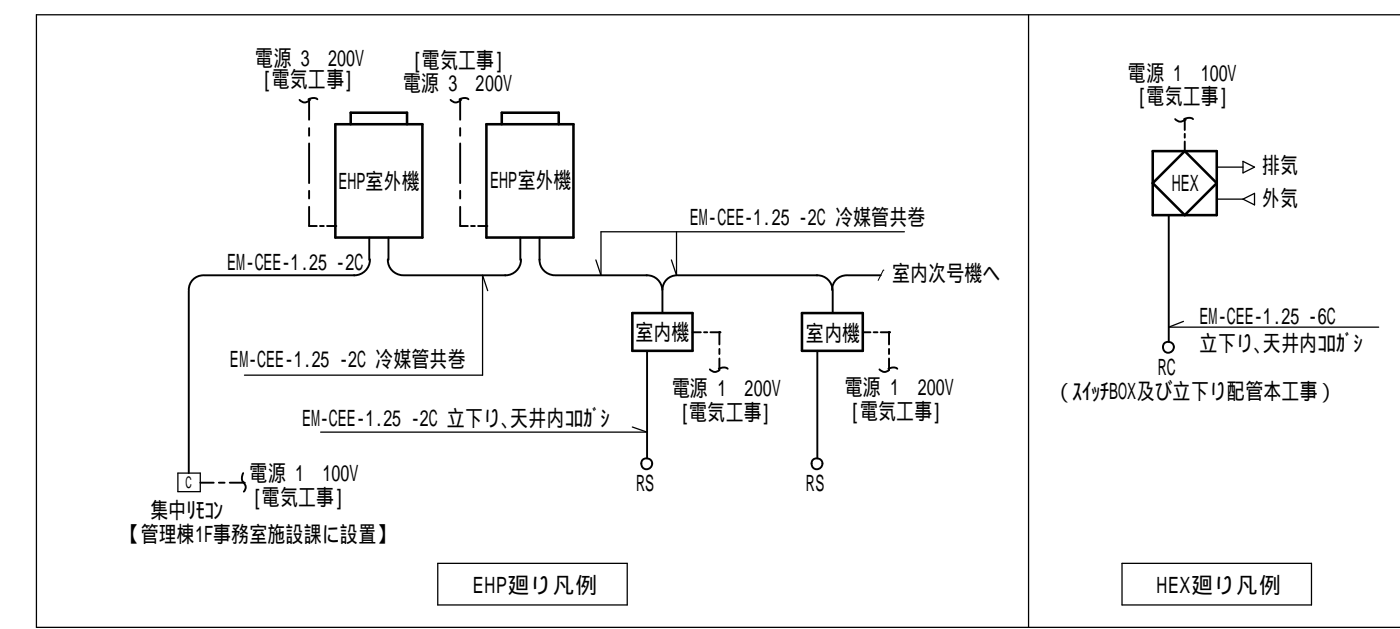 電源 3 200V
[電気工事]
[電気工事]
電源 3 200V
EHP室外機
EHP室外機
EM-CEE-1.25 -2C 冷媒管共巻
EM-CEE-1.25 -2C
室内次号機へ
室内機
室内機
EM-CEE-1.25 -2C 冷媒管共巻
電源 1 200V
[電気工事]
電源 1 200V
[電気工事]
EM-CEE-1.25 -2C 立下り､天井内ｺﾛｶﾞｼ
RS
RS
C
電源 1 100V
[電気工事]
集中ﾘﾓｺﾝ
【管理棟1F事務室施設課に設置】
EHP廻り凡例
電源 1 100V
[電気工事]
HEX
排気
外気
EM-CEE-1.25 -6C
立下り､天井内ｺﾛｶﾞｼ
RC
(ｽｲｯﾁBOX及び立下り配管本工事)
HEX廻り凡例